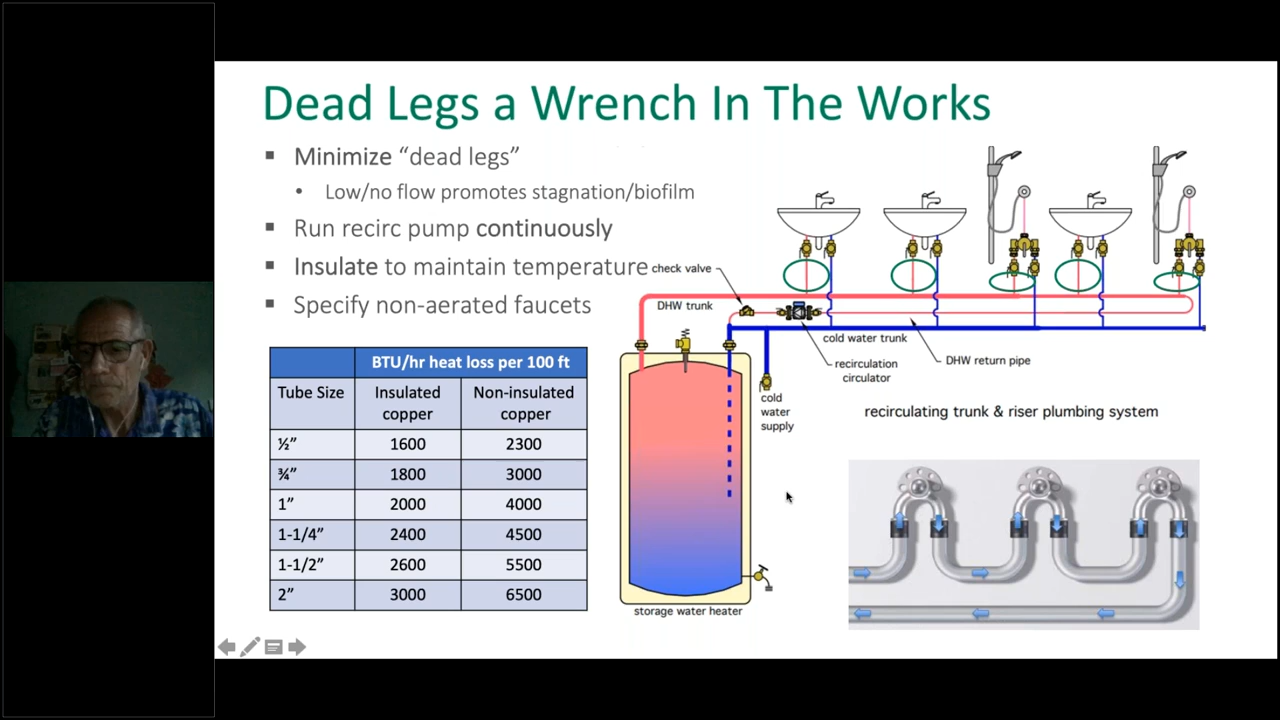 Dead Legs a Wrench In The Works
▪ Minimize “dead legs”
• Low/no flow promotes stagnation/biofilm
▪ Run recirc pump continuously
▪ Insulate to maintain temperature
▪ Specify non-aerated faucets
BTU/hr heat loss per 100 ft
Tube Size
Insulated
copper
Non-insulated
copper
½” 1600 2300
¾” 1800 3000
1” 2000 4000
1-1/4” 2400 4500
1-1/2” 2600 5500
2” 3000 6500
check valve
DHW trunk
cold water trunk
recirculation
circulator
DHW return pipe
cold
water
supply
recirculating trunk & riser plumbing system
storage water heater